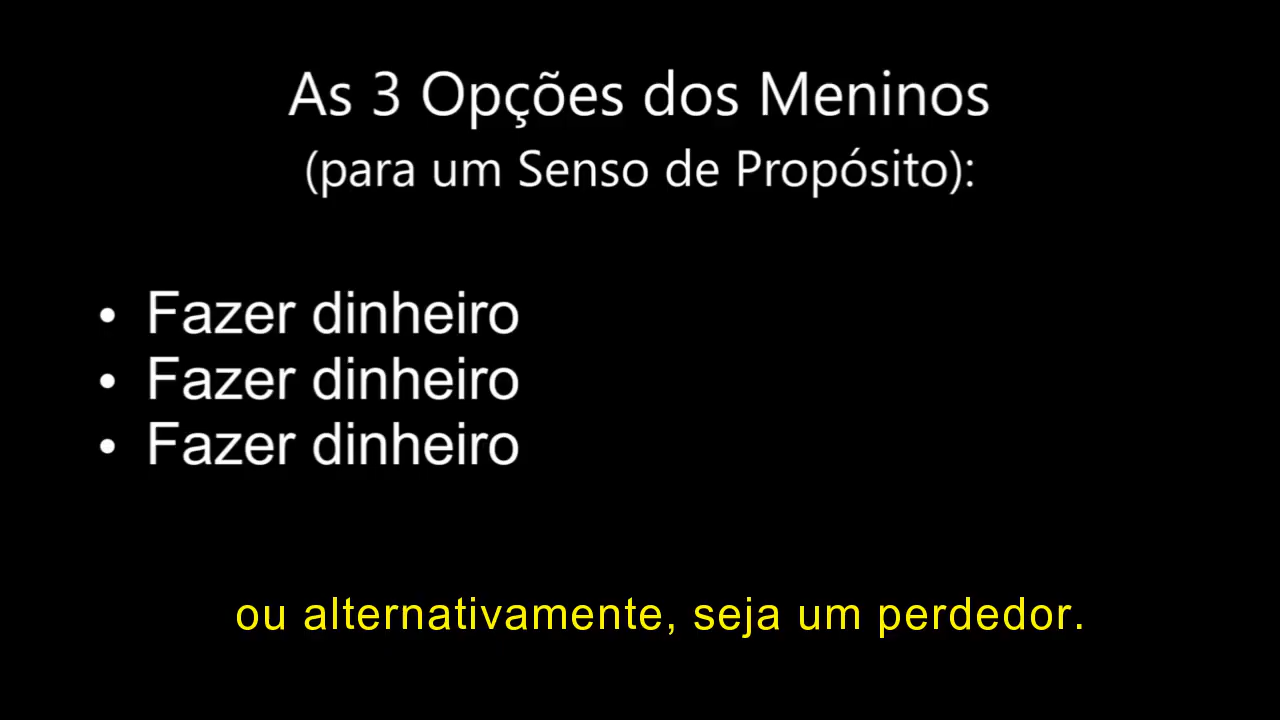 As 3 Opções dos Meninos
(para um Senso de Propósito):
• Fazer dinheiro
• Fazer dinheiro
• Fazer dinheiro
ou alternativamente, seja um perdedor.